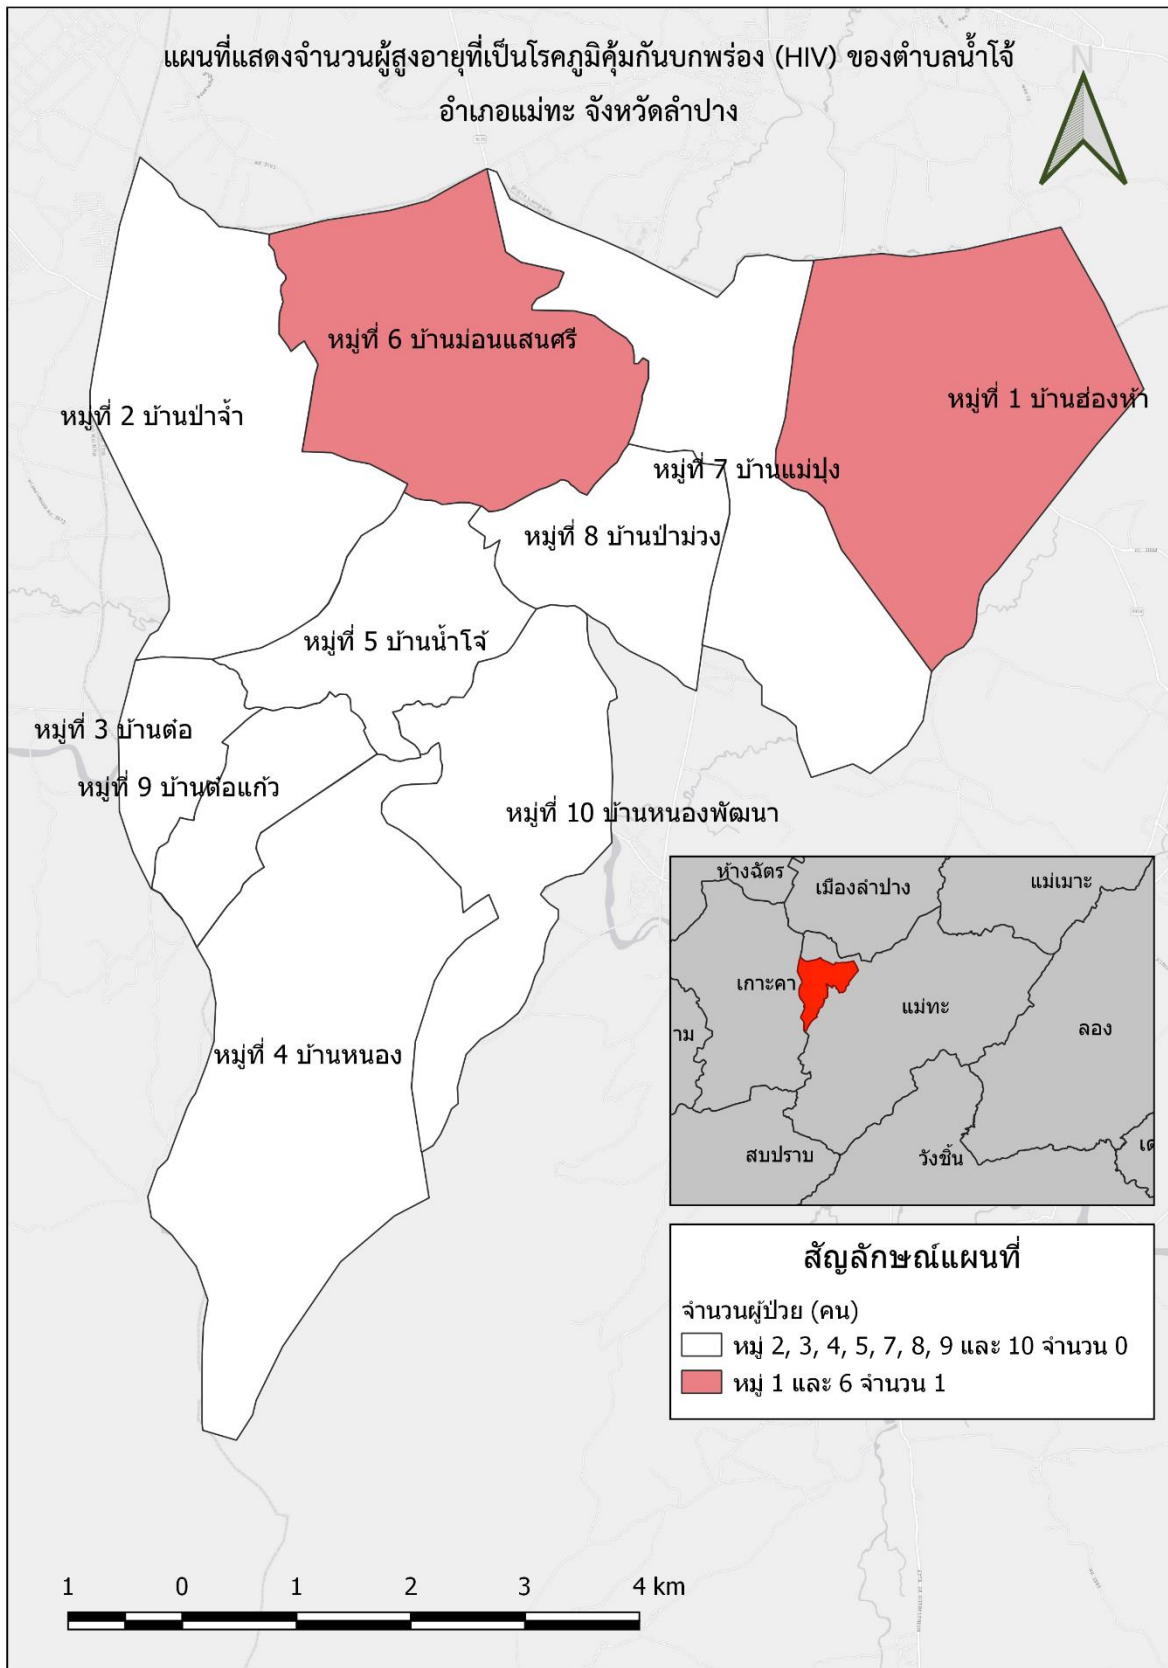 แผนที่แสดงจำนวนผู้สูงอายุที่เป็นโรคภูมิคุ้มกันบกพร่อง (HIV) ของตำบลน้ำโจ้
อำเภอแม่ทะ จังหวัดลำปาง
N
หมู่ที่ 6 บ้านม่อนแสนศรี
หมู่ที่ 1 บ้านฮ่องห้า
หมู่ที่ 2 บ้านป่าจ้ำ
หมู่ที่ 7 บ้านแม่ปุง
หมู่ที่ 8 บ้านป่าม่วง
หมู่ที่ 5 บ้านน้ำโจ้
หมู่ที่ 3 บ้านต๋อ
หมู่ที่ 9 บ้านต๋อแก้ว
หมู่ที่ 10 บ้านหนองพัฒนา
หมู่ที่ 4 บ้านหนอง
ห้างฉัตร
เมืองลำปาง
แม่เมาะ
เกาะคา
แม่ทะ
ลอง
าม
สบปราบ
วังชิ้น
เด
สัญลักษณ์แผนที่
จำนวนผู้ป่วย (คน)
หมู่ 2, 3, 4, 5, 7, 8, 9 และ 10 จำนวน 0
หมู่ 1 และ 6 จำนวน 1
1 0 1 2 3 4 km